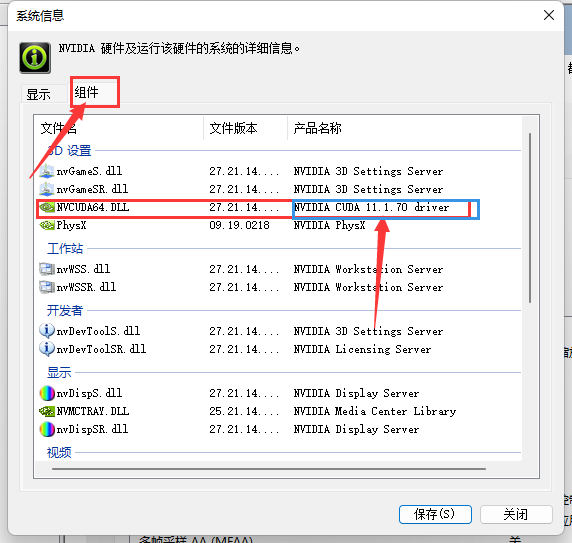 系统信息
NVIDIA 硬件及运行该硬件的系统的详细信息。
显示 组件
文件名 文件版本 产品名称
3D 设置
nvGameS.dll 27.21.14.... NVIDIA 3D Settings Server
nvGameSR.dll 27.21.14.... NVIDIA 3D Settings Server
NVCUDA64.DLL 27.21.14.... NVIDIA CUDA 11.1.70 driver
PhysX 09.19.0218 NVIDIA PhysX
工作站
nvWSS.dll 27.21.14.... NVIDIA Workstation Server
nvWSSR.dll 27.21.14.... NVIDIA Workstation Server
开发者
nvDevToolS.dll 27.21.14.... NVIDIA 3D Settings Server
nvDevToolSR.dll 27.21.14.... NVIDIA Licensing Server
显示
nvDispS.dll 27.21.14.... NVIDIA Display Server
NVMCTRAY.DLL 25.21.14.... NVIDIA Media Center Library
nvDispSR.dll 27.21.14.... NVIDIA Display Server
视频
保存(S) 关闭
多帧采样 AA (MFAA)